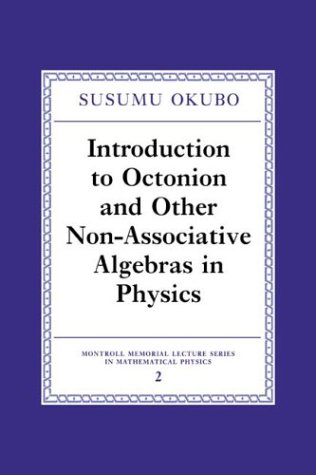 SUSUMU OKUBO
Introduction
to Octonion
and Other
Non-Associative
Algebras in
Physics
MONTROLL MEMORIAL LECTURE SERIES
IN MATHEMATICAL PHYSICS
2